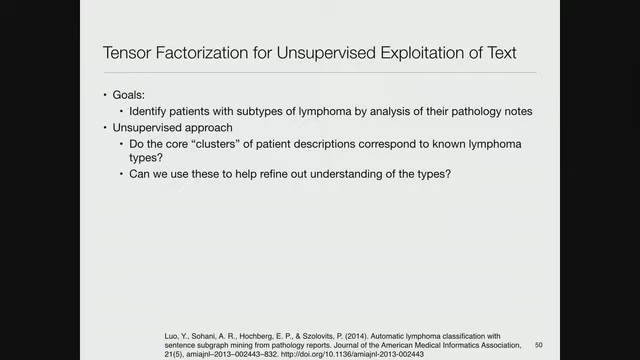 Tensor Factorization for Unsupervised Exploitation of Text
• Goals:
• Identify patients with subtypes of lymphoma by analysis of their pathology notes
• Unsupervised approach
• Do the core “clusters” of patient descriptions correspond to known lymphoma
types?
• Can we use these to help refine out understanding of the types?
Luo, Y., Sohani, A. R., Hochberg, E. P., & Szolovits, P. (2014). Automatic lymphoma classification with
sentence subgraph mining from pathology reports. Journal of the American Medical Informatics Association,
21(5), amiajnl–2013–002443–832. http://doi.org/10.1136/amiajnl-2013-002443
50